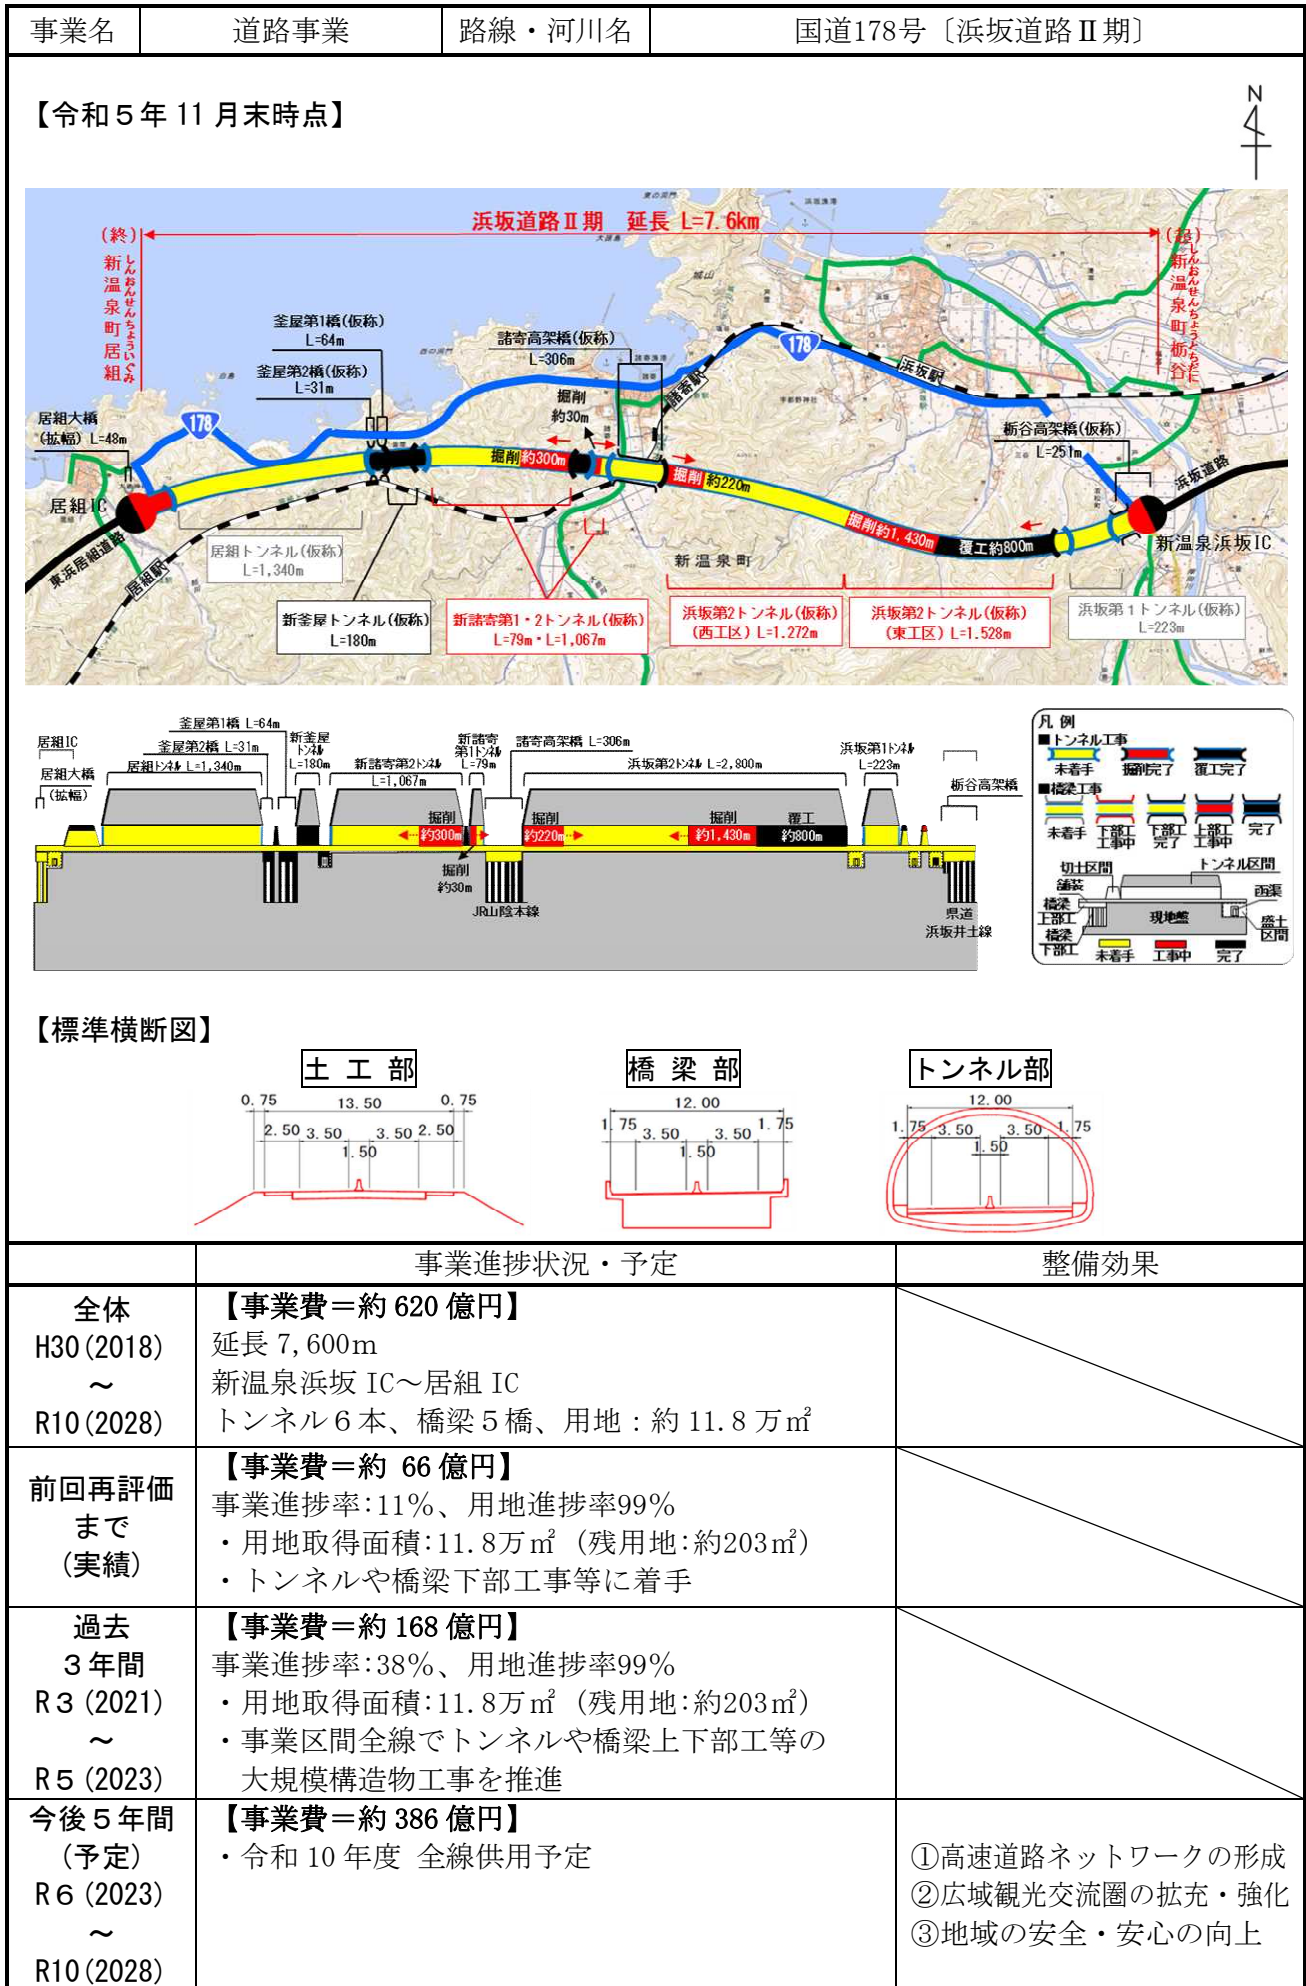 事業名 道路事業 路線・河川名 国道178号〔浜坂道路Ⅱ期〕
【令和5年11月末時点】
N
浜坂道路Ⅱ期 延長 L=7.6km
(終)
新温泉町居組
しんおんせんちょういぐみ
(起)
新温泉町栃谷
しんおんせんちょうとちだに
城山
釜屋第1橋(仮称)
L=64m
釜屋第2橋(仮称)
L=31m
諸寄高架橋(仮称)
L=306m
178
浜坂駅
諸寄駅
掘削
約30m
居組大橋
(拡幅) L=48m
178
栃谷高架橋(仮称)
L=251m
掘削約300m
掘削 約220m
掘削約1,430m
覆工約800m
浜坂道路
居組IC
新温泉浜坂IC
東浜居組道路
居組駅
新温泉町
居組トンネル(仮称)
L=1,340m
新釜屋トンネル(仮称)
L=180m
新諸寄第1・2トンネル(仮称)
L=79m・L=1,067m
浜坂第2トンネル(仮称)
(西工区) L=1.272m
浜坂第2トンネル(仮称)
(東工区) L=1.528m
浜坂第1トンネル(仮称)
L=223m
居組IC
居組大橋
(拡幅)
釜屋第1橋 L=64m
釜屋第2橋 L=31m
居組トンネル L=1,340m
新釜屋
トンネル
L=180m
新諸寄第2トンネル
L=1,067m
新諸寄
第1トンネル
L=79m
諸寄高架橋 L=306m
浜坂第2トンネル L=2,800m
浜坂第1トンネル
L=223m
栃谷高架橋
掘削
約300m
掘削
約220m
掘削
約1,430m
覆工
約800m
掘削
約30m
JR山陰本線
県道
浜坂井土線
凡 例
■トンネル工事
未着手 掘削完了 覆工完了
■橋梁工事
未着手 下部工工事中 下部工完了 上部工工事中 完了
切土区間 トンネル区間
舗装
函渠
橋梁
上部工
現地盤
盛土
区間
橋梁
下部工
未着手 工事中 完了
【標準横断図】
土 工 部
0.75 13.50 0.75
2.50 3.50 3.50 2.50
1.50
橋 梁 部
12.00
1.75 3.50 3.50 1.75
1.50
トンネル部
12.00
1.75 3.50 3.50 1.75
1.50
事業進捗状況・予定 整備効果
全体
H30(2018)
～
R10(2028)
【事業費＝約 620 億円】
延長 7,600m
新温泉浜坂 IC～居組 IC
トンネル６本、橋梁５橋、用地：約 11.8 万㎡
前回再評価
まで
(実績)
【事業費＝約 66 億円】
事業進捗率:11％、用地進捗率99％
・用地取得面積:11.8万㎡（残用地:約203㎡）
・トンネルや橋梁下部工事等に着手
過去
３年間
R３(2021)
～
R５(2023)
【事業費＝約 168 億円】
事業進捗率:38％、用地進捗率99％
・用地取得面積:11.8万㎡（残用地:約203㎡）
・事業区間全線でトンネルや橋梁上下部工等の
大規模構造物工事を推進
今後５年間
(予定)
R６(2023)
～
R10(2028)
【事業費＝約 386 億円】
・令和 10 年度 全線供用予定
①高速道路ネットワークの形成
②広域観光交流圏の拡充・強化
③地域の安全・安心の向上